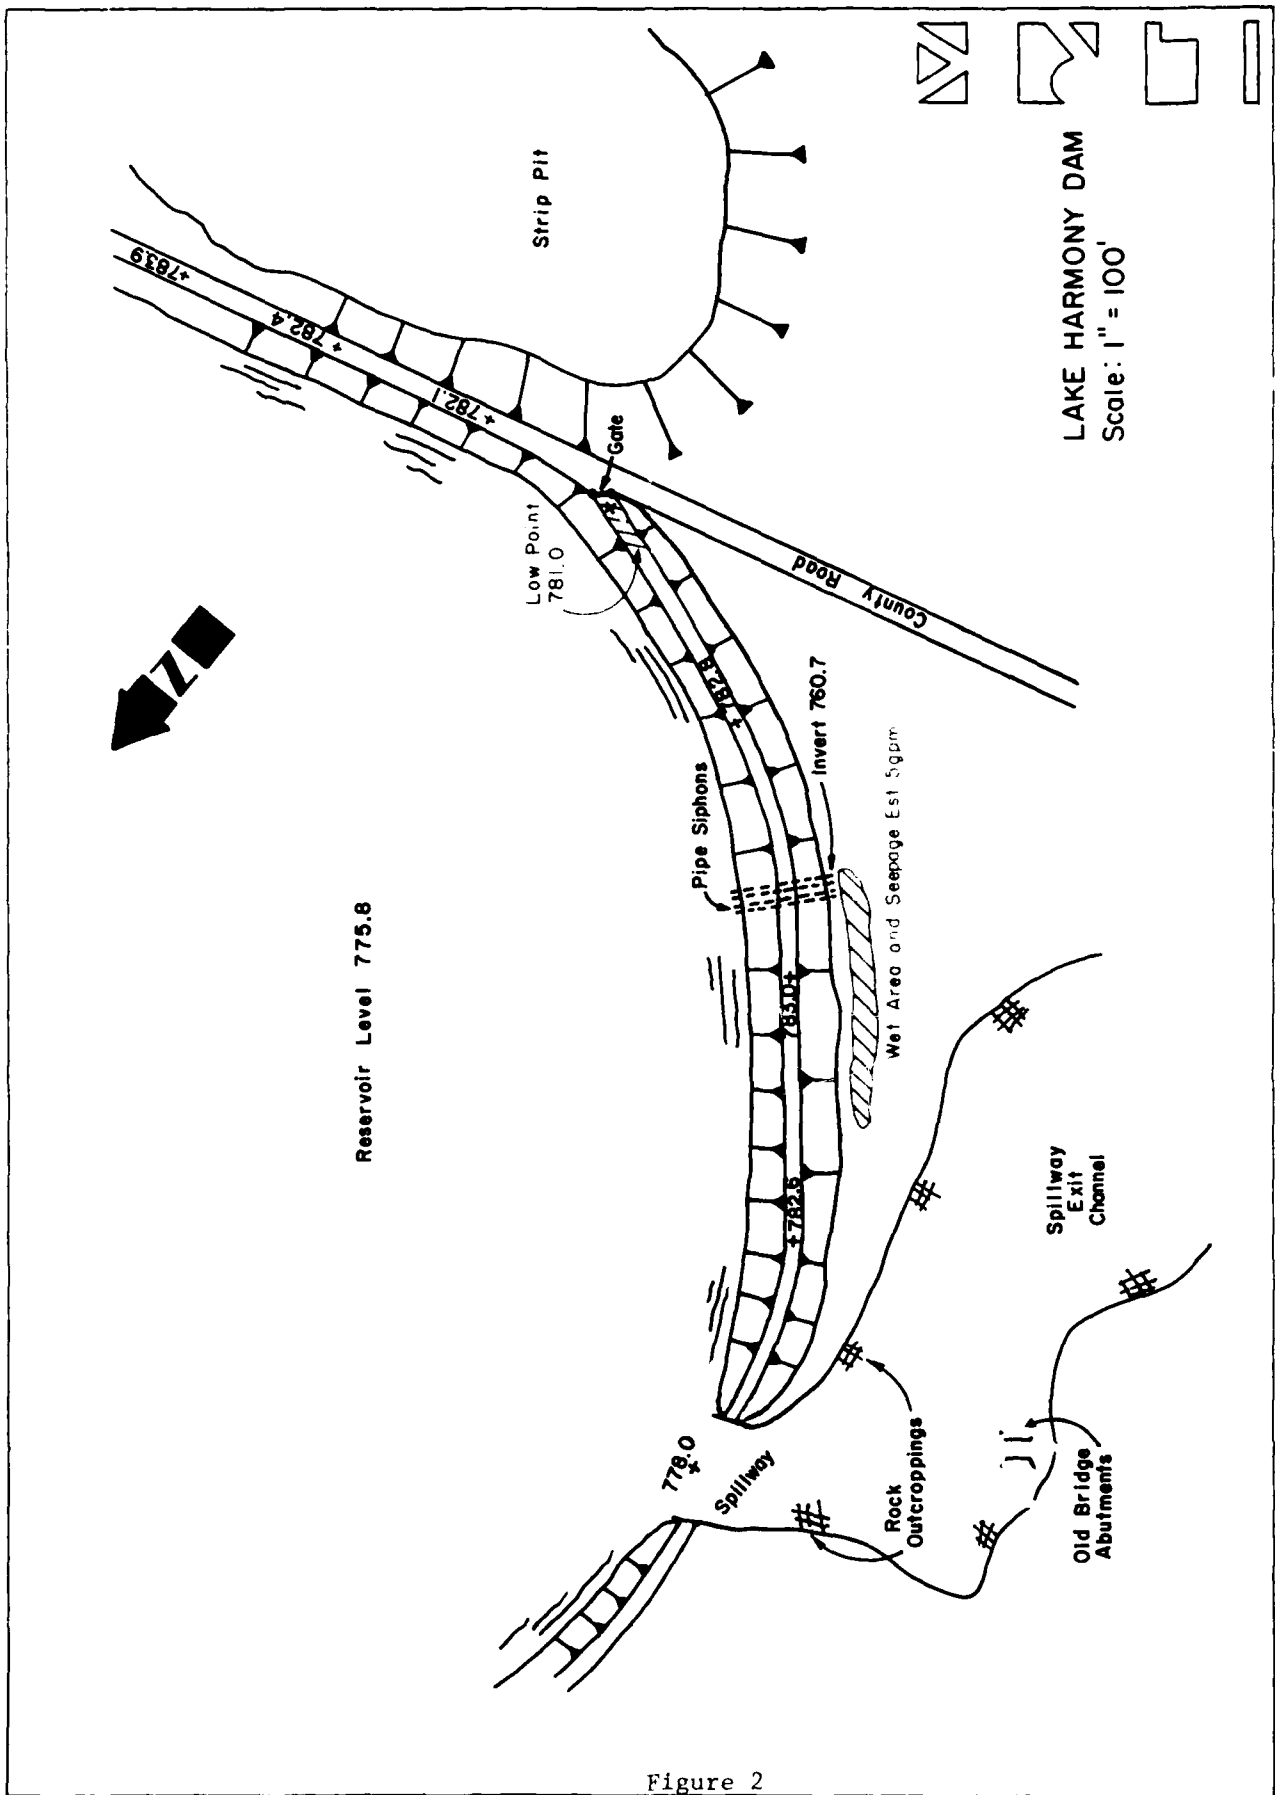 +783.9
+782.4
+782.1
Strip Pit
Gate
Low Point
781.0
County Road
+782.8
Pipe Siphons
Invert 760.7
Wet Area and Seepage Est 5gpm
Reservoir Level 775.8
783.0+
+782.6
778.0
+
Spillway
Rock
Outcroppings
Old Bridge
Abutments
Spillway
Exit
Channel
N
LAKE HARMONY DAM
Scale: 1" = 100'
Figure 2